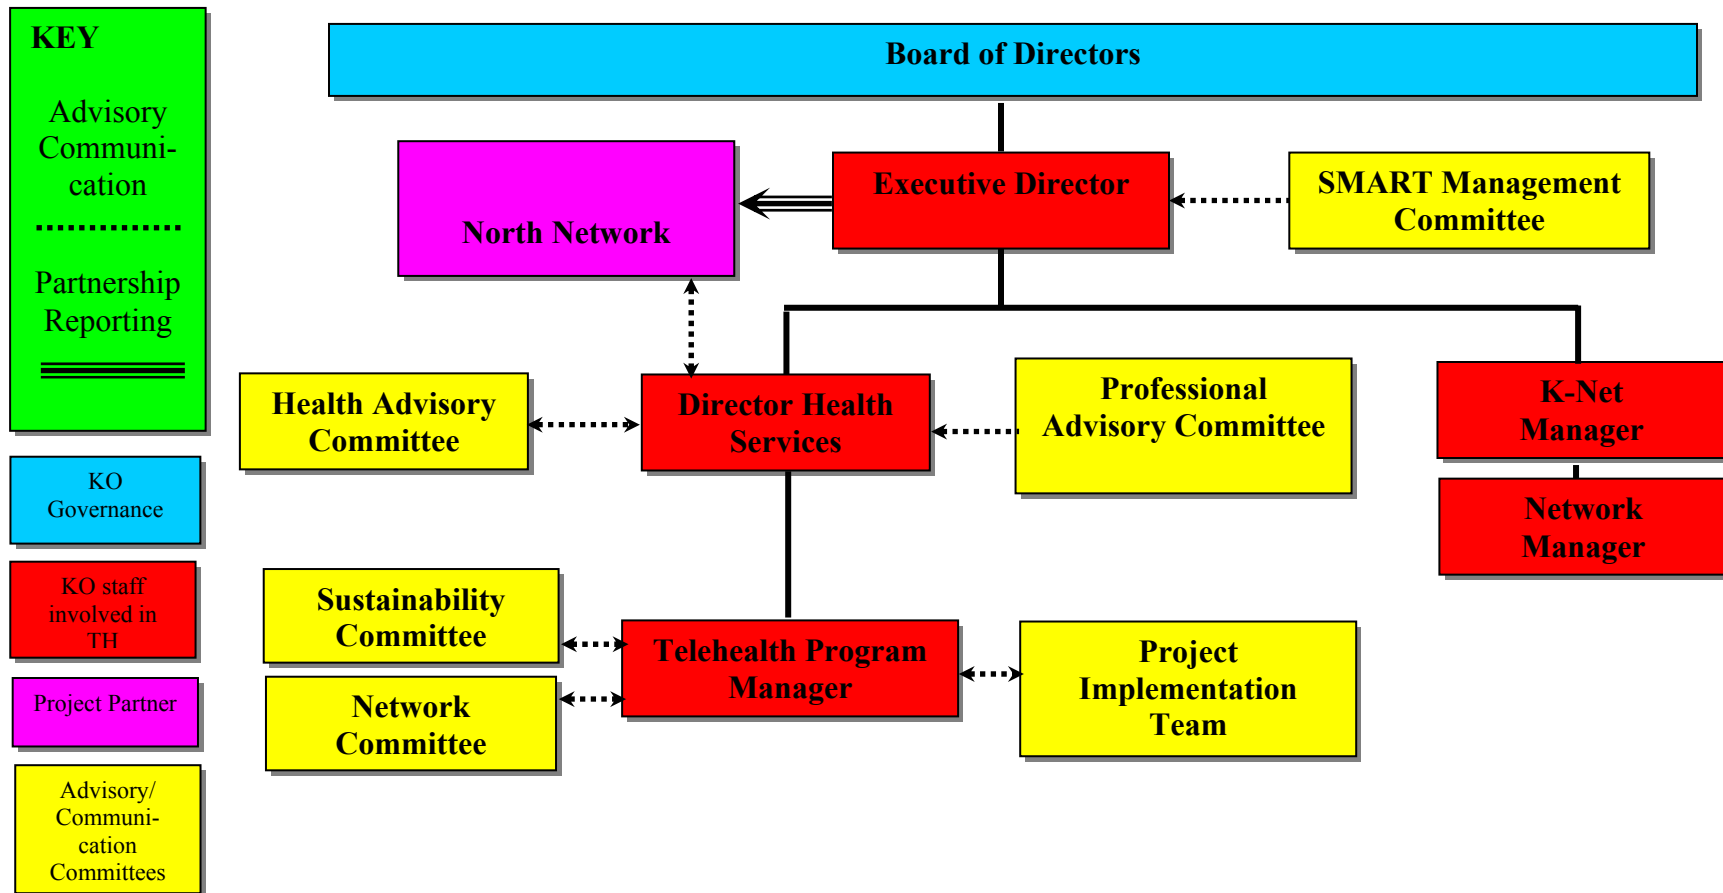 KEY
Advisory
Communi-
cation
Partnership
Reporting
KO
Governance
KO staff
involved in
TH
Project Partner
Advisory/
Communi-
cation
Committees
Board of Directors
North Network
Executive Director
SMART Management
Committee
Health Advisory
Committee
Director Health
Services
Professional
Advisory Committee
K-Net
Manager
Network
Manager
Sustainability
Committee
Network
Committee
Telehealth Program
Manager
Project
Implementation
Team